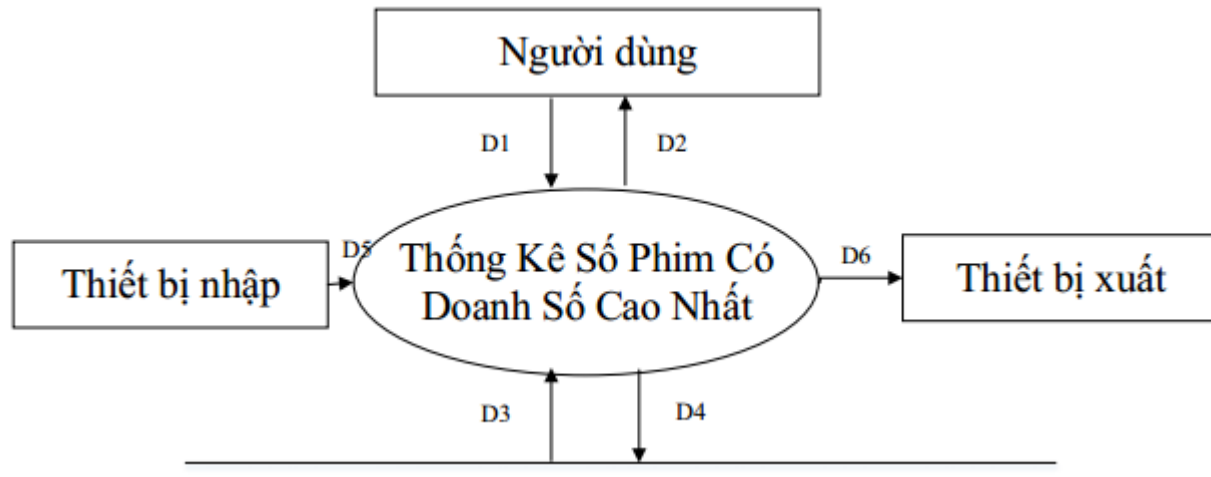 Người dùng
D1
D2
D5
Thống Kê Số Phim Có
Doanh Số Cao Nhất
D6
Thiết bị nhập
Thiết bị xuất
D3
D4